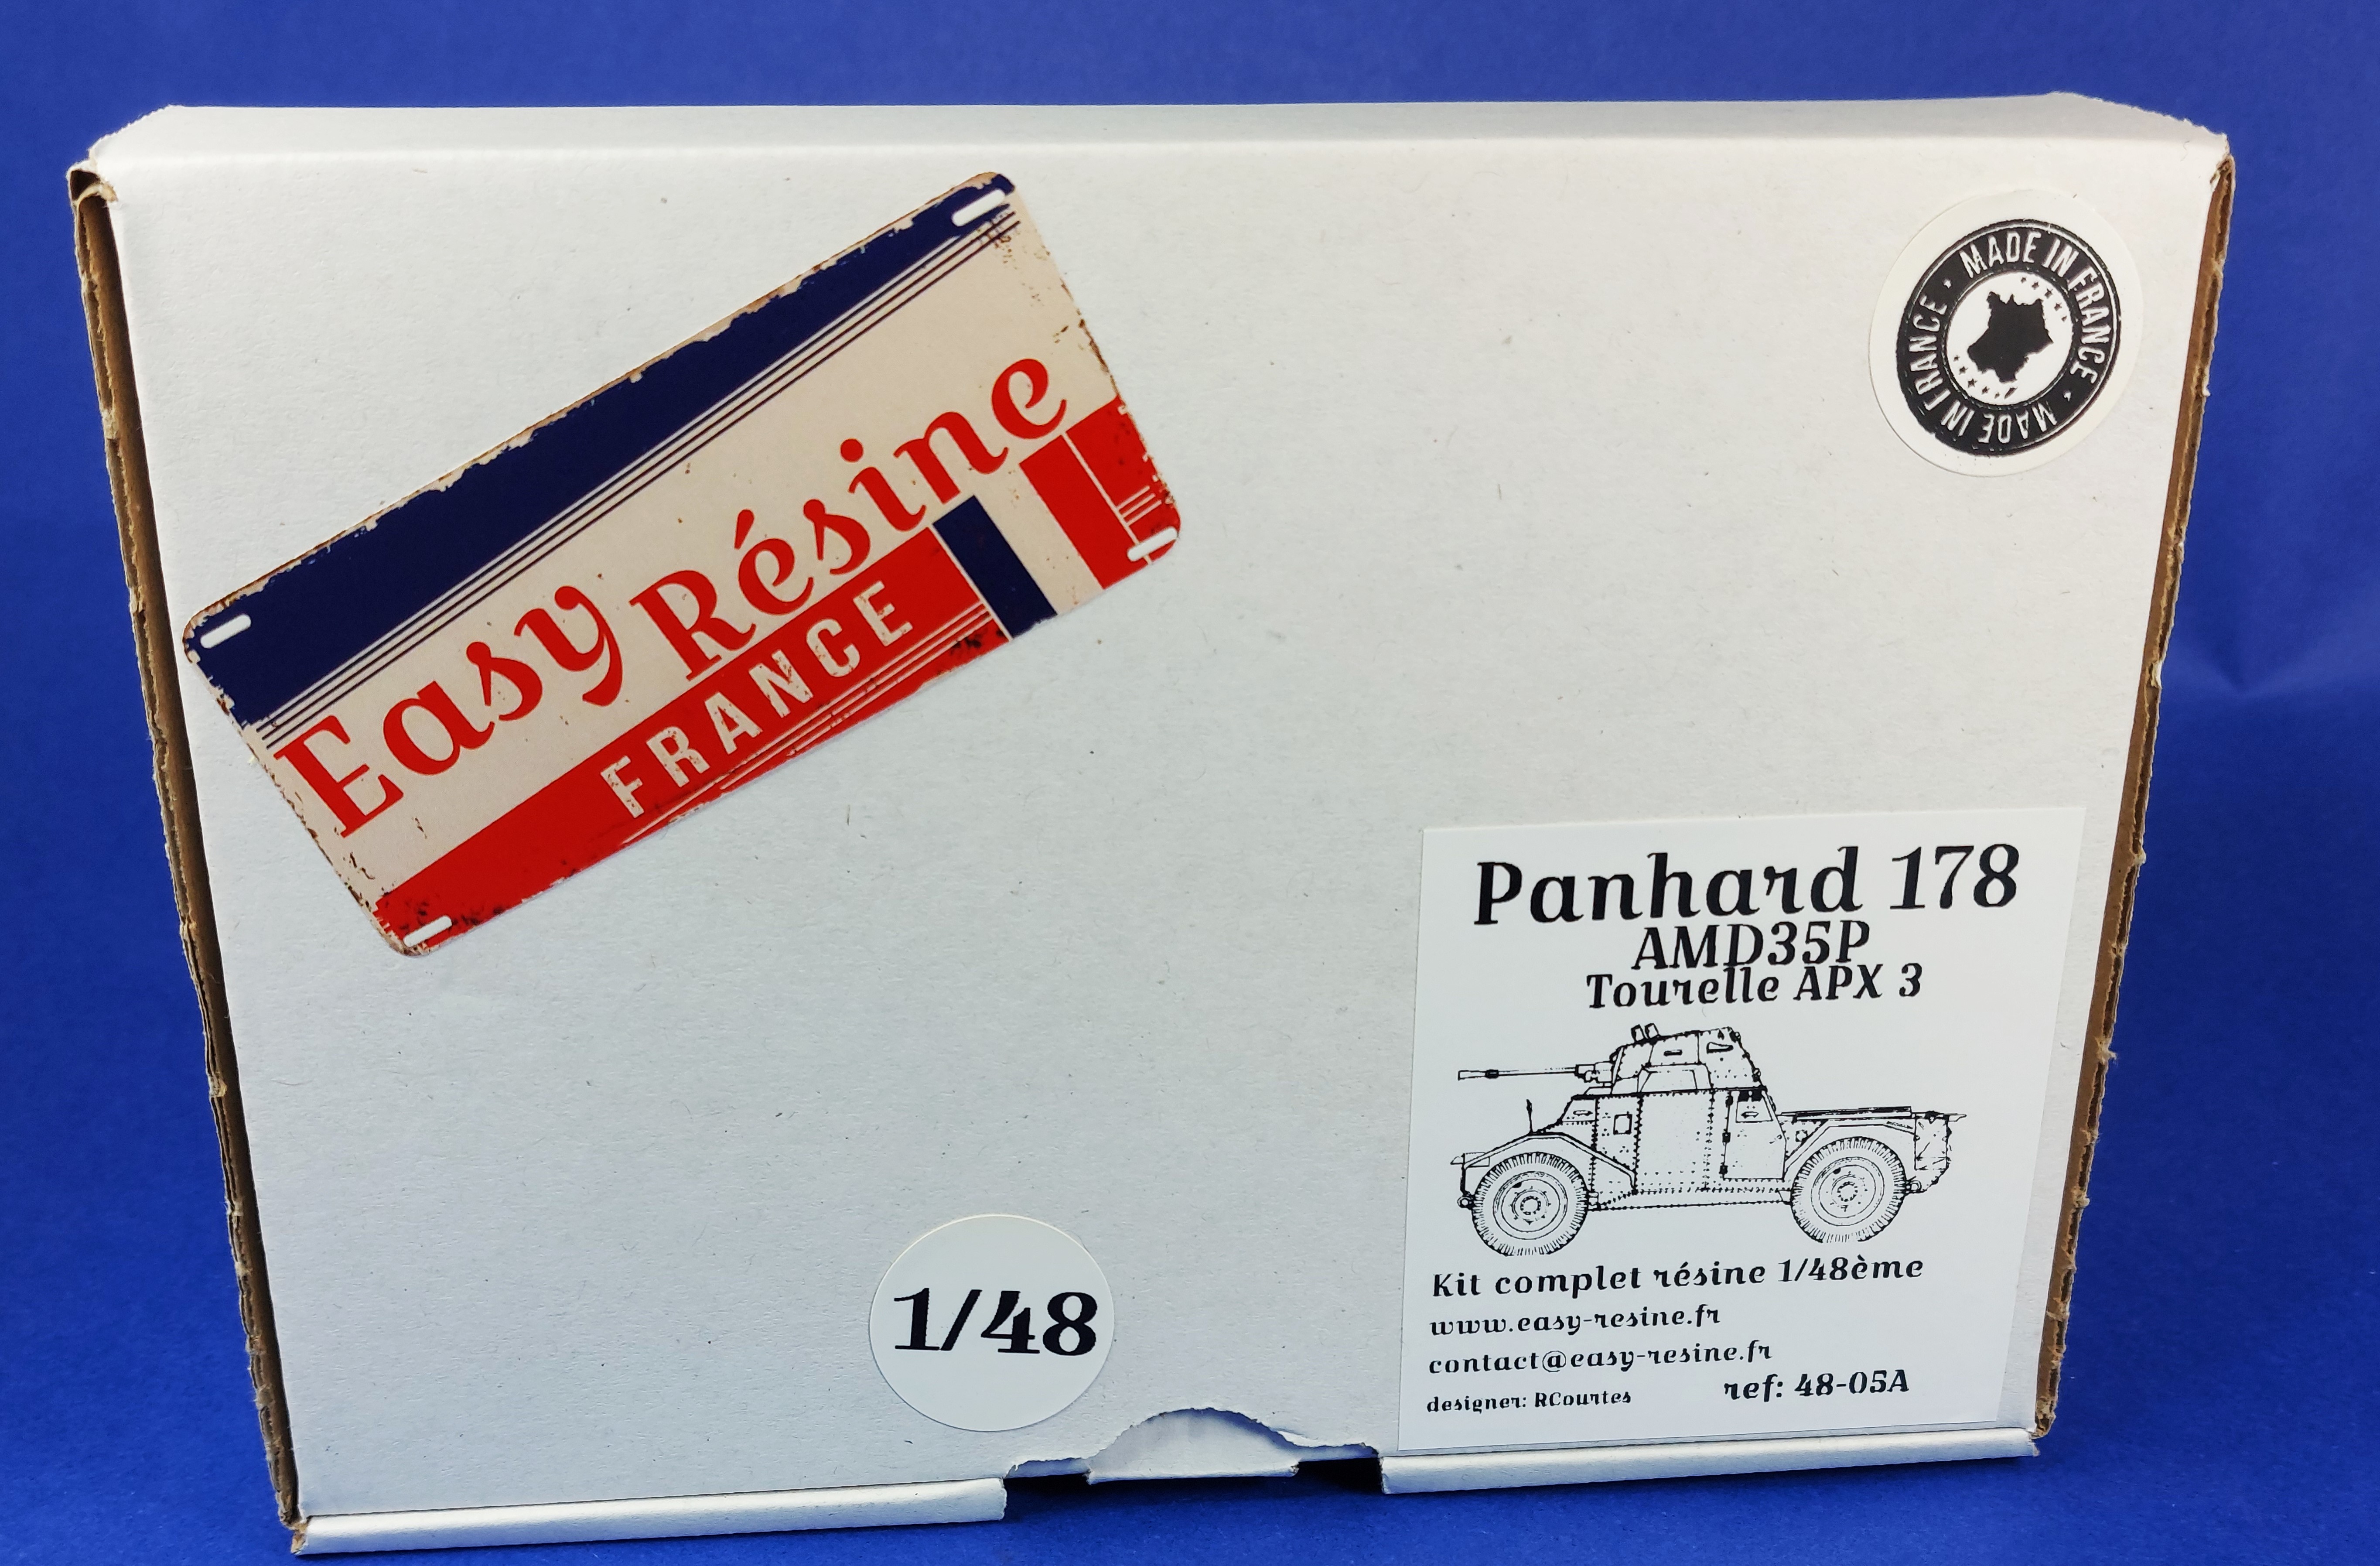 Easy Résine
FRANCE
MADE IN FRANCE • MADE IN FRANCE •
Panhard 178
AMD35P
Tourelle APX 3
Kit complet résine 1/48ème
www.easy-resine.fr
contact@easy-resine.fr
designer: RCourtes
ref: 48-05A
1/48